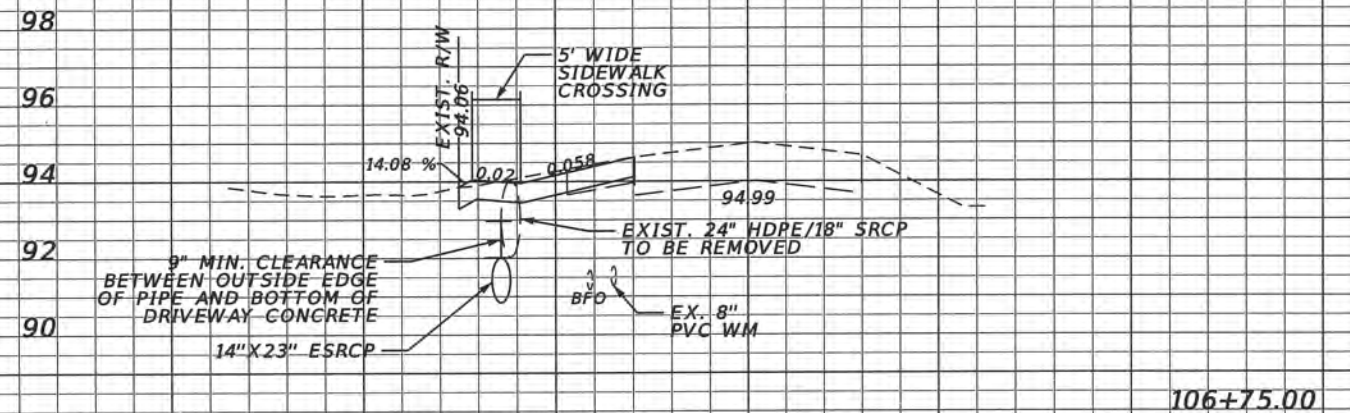 98
96
94
92
90
EXIST. R/W
94.06
5' WIDE
SIDEWALK
CROSSING
14.08 %
0.02
0.058
94.99
EXIST. 24" HDPE/18" SRCP
TO BE REMOVED
9" MIN. CLEARANCE
BETWEEN OUTSIDE EDGE
OF PIPE AND BOTTOM OF
DRIVEWAY CONCRETE
BFO
EX. 8"
PVC WM
14"X23" ESRCP
106+75.00